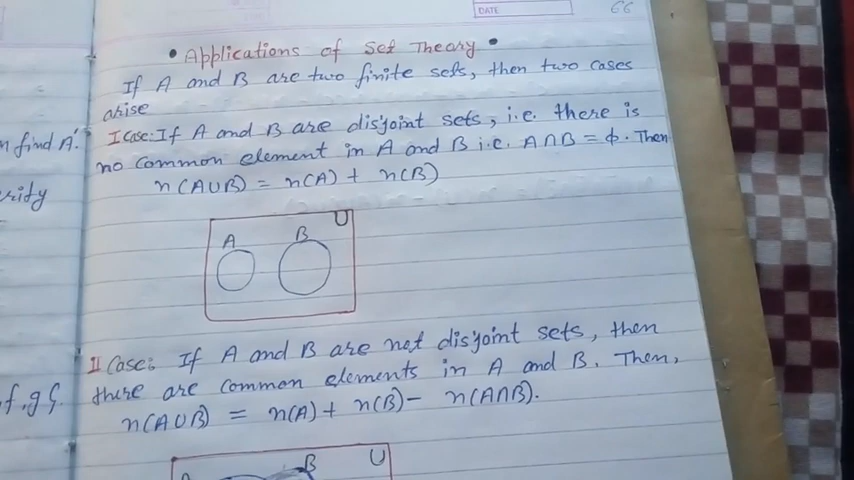 DATE
66
• Applications of Set Theory •
If A and B are two finite sets, then two cases
arise
I Case: If A and B are disjoint sets, i.e. there is
no common element in A and B i.e. A∩B = ϕ. Then
n(A∪B) = n(A) + n(B)
U
A B
II Case: If A and B are not disjoint sets, then
there are common elements in A and B. Then,
n(A∪B) = n(A) + n(B) - n(A∩B).
B U
n find A'.
erify
f, g